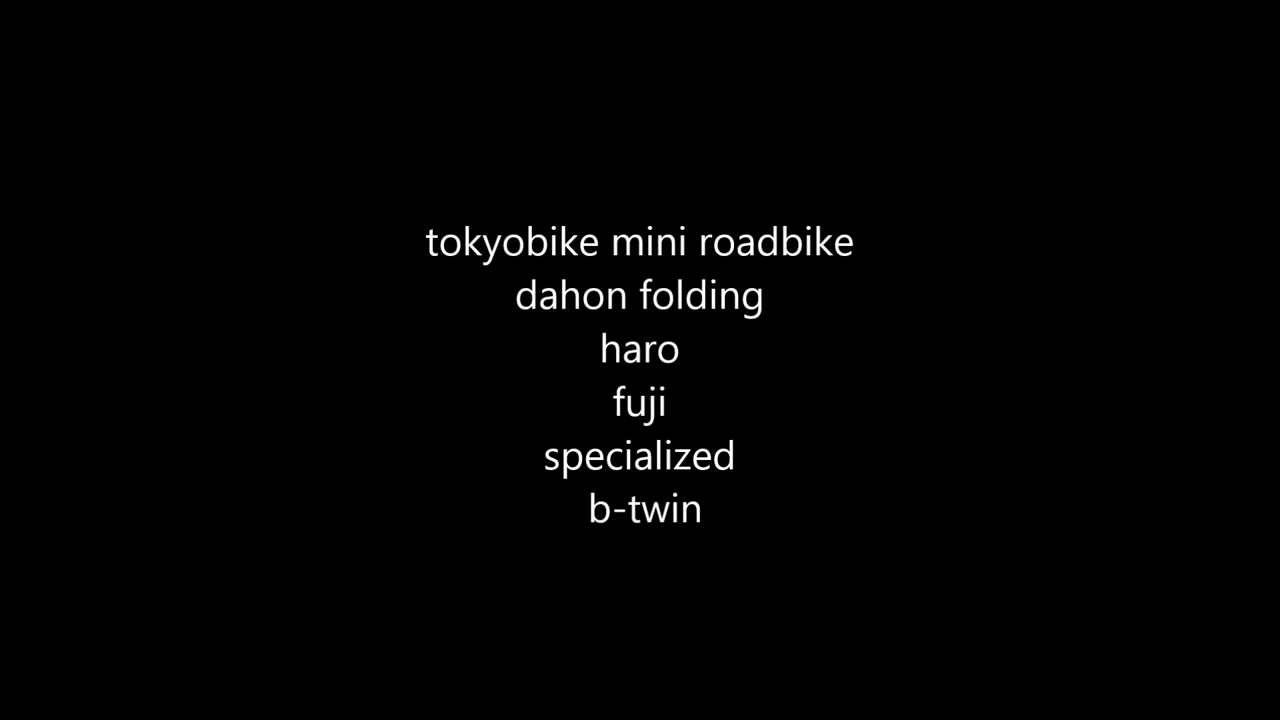 tokyobike mini roadbike
dahon folding
haro
fuji
specialized
b-twin